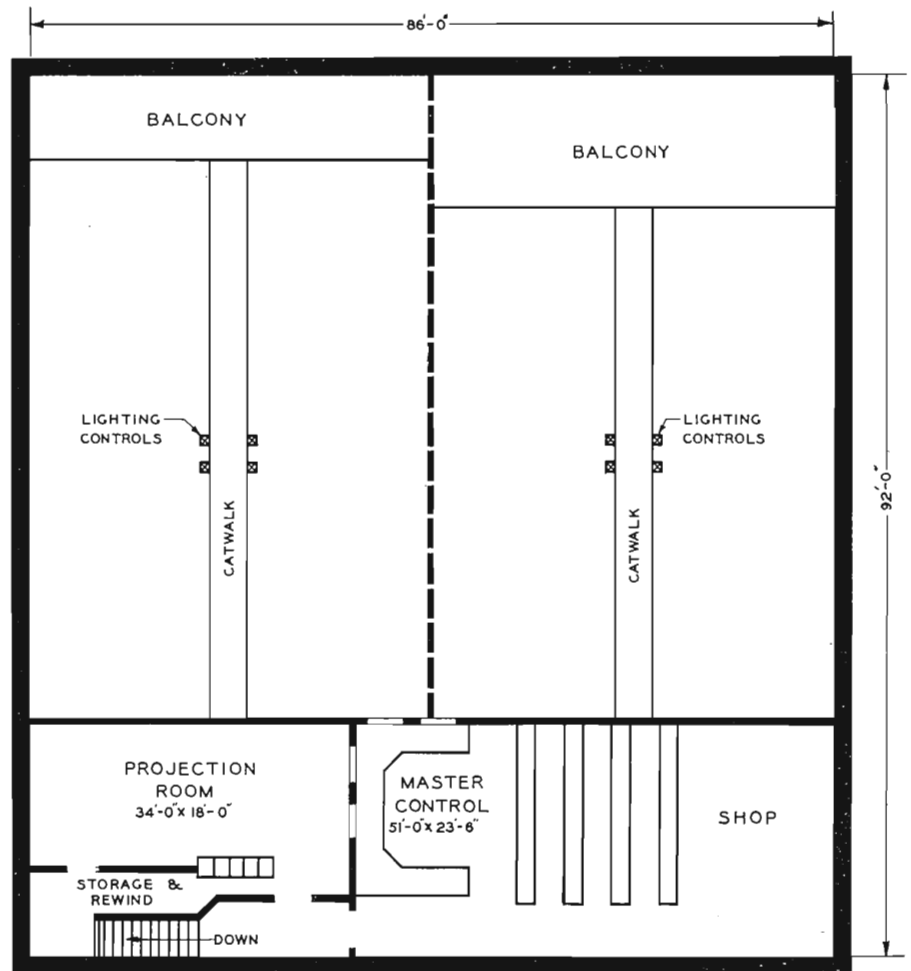 86'-0"
BALCONY
BALCONY
LIGHTING
CONTROLS
LIGHTING
CONTROLS
92'-0"
CATWALK
CATWALK
PROJECTION
ROOM
34'-0" X 18'-0"
MASTER
CONTROL
51'-0" X 23'-6"
SHOP
STORAGE &
REWIND
DOWN